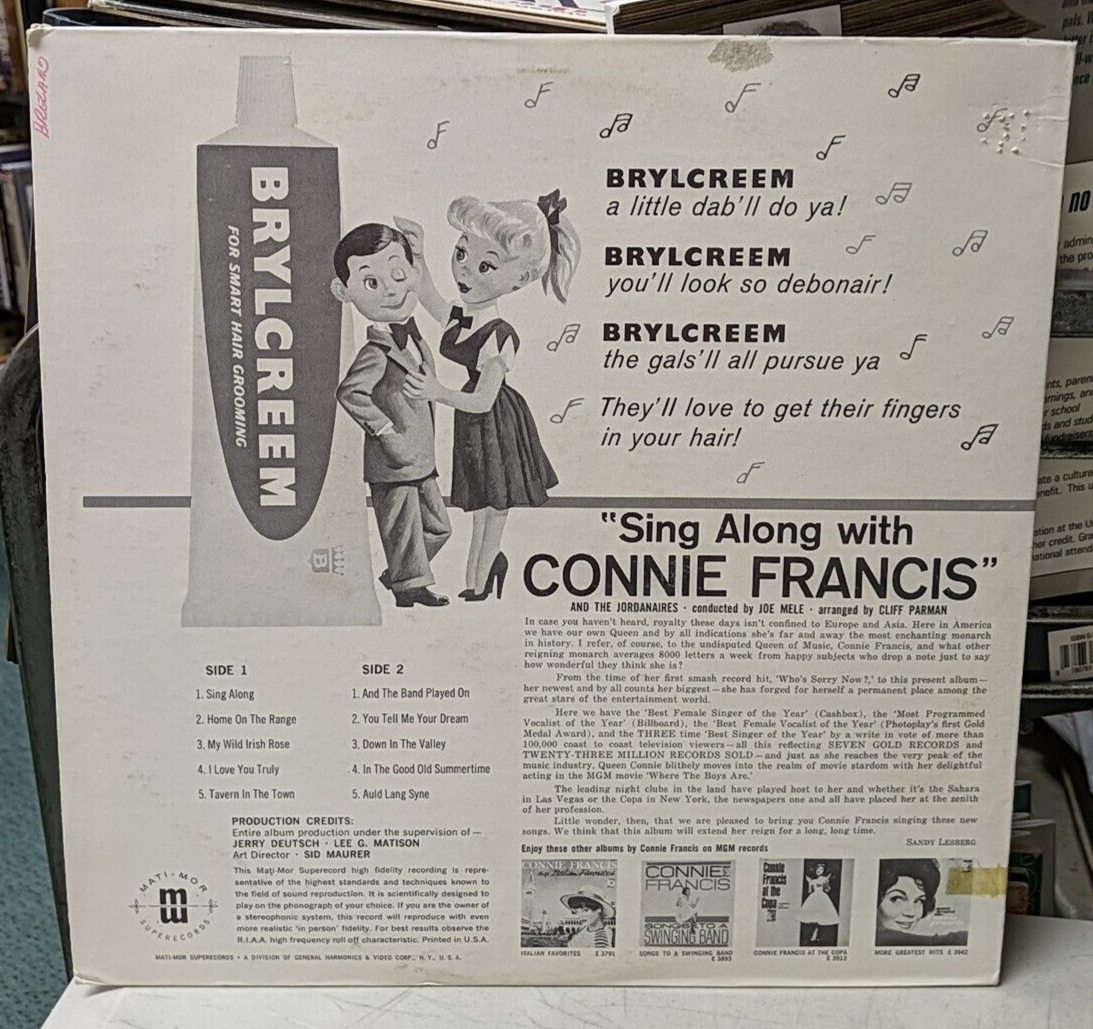 BRYLCREEM
FOR SMART HAIR GROOMING
B
BRYLCREEM
a little dab'll do ya!
BRYLCREEM
you'll look so debonair!
BRYLCREEM
the gals'll all pursue ya
They'll love to get their fingers
in your hair!
"Sing Along with
CONNIE FRANCIS"
AND THE JORDANAIRES · conducted by JOE MELE · arranged by CLIFF PARMAN
In case you haven't heard, royalty these days isn't confined to Europe and Asia. Here in America
we have our own Queen and by all indications she's far and away the most enchanting monarch
in history. I refer, of course, to the undisputed Queen of Music, Connie Francis, and what other
reigning monarch averages 8000 letters a week from happy subjects who drop a note just to say
how wonderful they think she is?
From the time of her first smash record hit, 'Who's Sorry Now?,' to this present album—
her newest and by all counts her biggest—she has forged for herself a permanent place among the
great stars of the entertainment world.
Here we have the 'Best Female Singer of the Year' (Cashbox), the 'Most Programmed
Vocalist of the Year' (Billboard), the 'Best Female Vocalist of the Year' (Photoplay's first Gold
Medal Award), and the THREE time 'Best Singer of the Year' by a write in vote of more than
100,000 coast to coast television viewers—all this reflecting SEVEN GOLD RECORDS and
TWENTY-THREE MILLION RECORDS SOLD—and just as she reaches the very peak of the
music industry, Queen Connie blithely moves into the realm of movie stardom with her delightful
acting in the MGM movie 'Where The Boys Are.'
The leading night clubs in the land have played host to her and whether it's the Sahara
in Las Vegas or the Copa in New York, the newspapers one and all have placed her at the zenith
of her profession.
Little wonder, then, that we are pleased to bring you Connie Francis singing these new
songs. We think that this album will extend her reign for a long, long time.
SANDY LESBERG
SIDE 1
1. Sing Along
2. Home On The Range
3. My Wild Irish Rose
4. I Love You Truly
5. Tavern In The Town
SIDE 2
1. And The Band Played On
2. You Tell Me Your Dream
3. Down In The Valley
4. In The Good Old Summertime
5. Auld Lang Syne
PRODUCTION CREDITS:
Entire album production under the supervision of—
JERRY DEUTSCH · LEE G. MATISON
Art Director · SID MAURER
This Mati-Mor Superecord high fidelity recording is repre-
sentative of the highest standards and techniques known to
the field of sound reproduction. It is scientifically designed to
play on the phonograph of your choice. If you are the owner of
a stereophonic system, this record will reproduce with even
more realistic 'in person' fidelity. For best results observe the
R.I.A.A. high frequency roll off characteristic. Printed in U.S.A.
MATI-MOR
SUPERECORDS
MATI-MOR SUPERECORDS · A DIVISION OF GENERAL HARMONICS & VIDEO CORP., N. Y., U. S. A.
Enjoy these other albums by Connie Francis on MGM records
CONNIE FRANCIS
CONNIE
FRANCIS
SONGS TO A
SWINGING BAND
Connie
Francis
at the
Copa
ITALIAN FAVORITES E 3791
SONGS TO A SWINGING BAND
E 3893
CONNIE FRANCIS AT THE COPA
E 3913
MORE GREATEST HITS E 3942
no